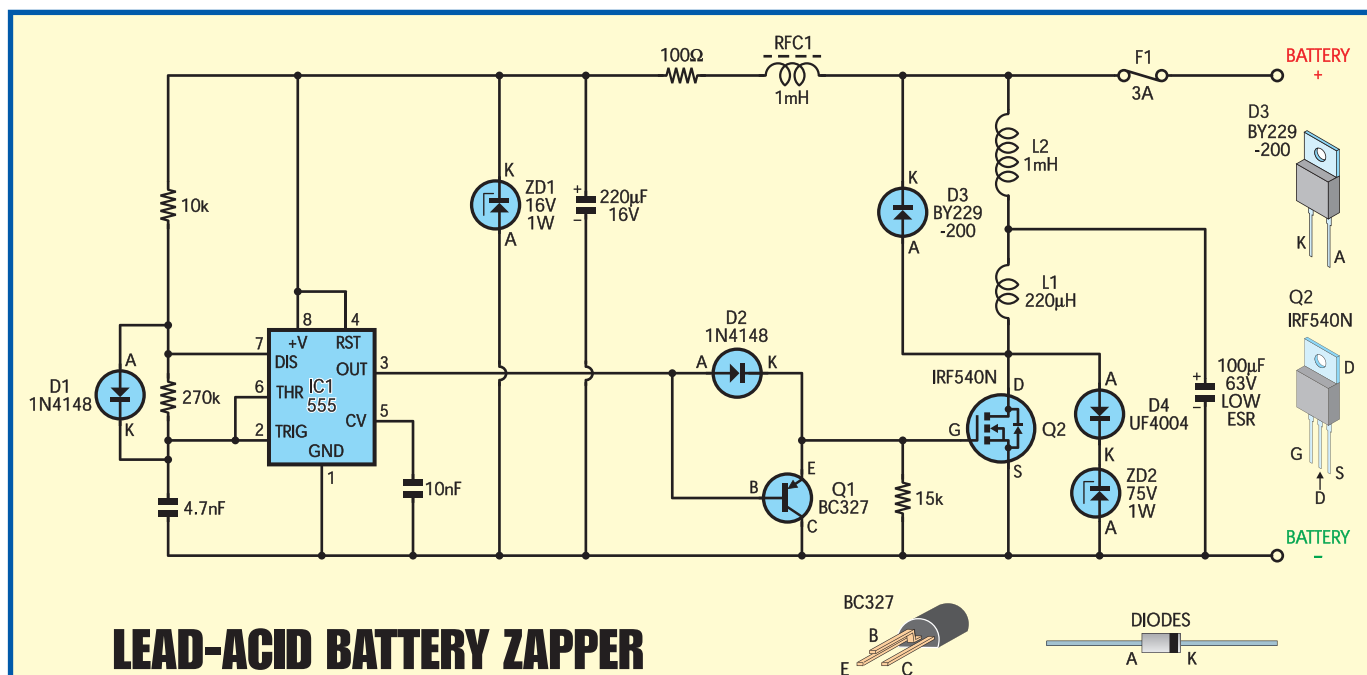 100Ω
RFC1
1mH
F1
3A
BATTERY
+
D3
BY229
-200
K
A
L2
1mH
K
ZD1
16V
1W
A
+
220µF
16V
−
10k
K
D3
BY229
-200
A
L1
220µH
Q2
IRF540N
D
G
S
D
8
4
+V
RST
7
DIS
OUT
3
6
THR
IC1
555
5
CV
2
TRIG
GND
1
A
D1
1N4148
K
270k
4.7nF
10nF
D2
1N4148
A
K
E
B
Q1
BC327
C
15k
IRF540N
D
G
Q2
S
A
D4
UF4004
K
ZD2
75V
1W
A
+
100µF
63V
LOW
ESR
−
BATTERY
−
LEAD-ACID BATTERY ZAPPER
BC327
B
E
C
DIODES
A
K